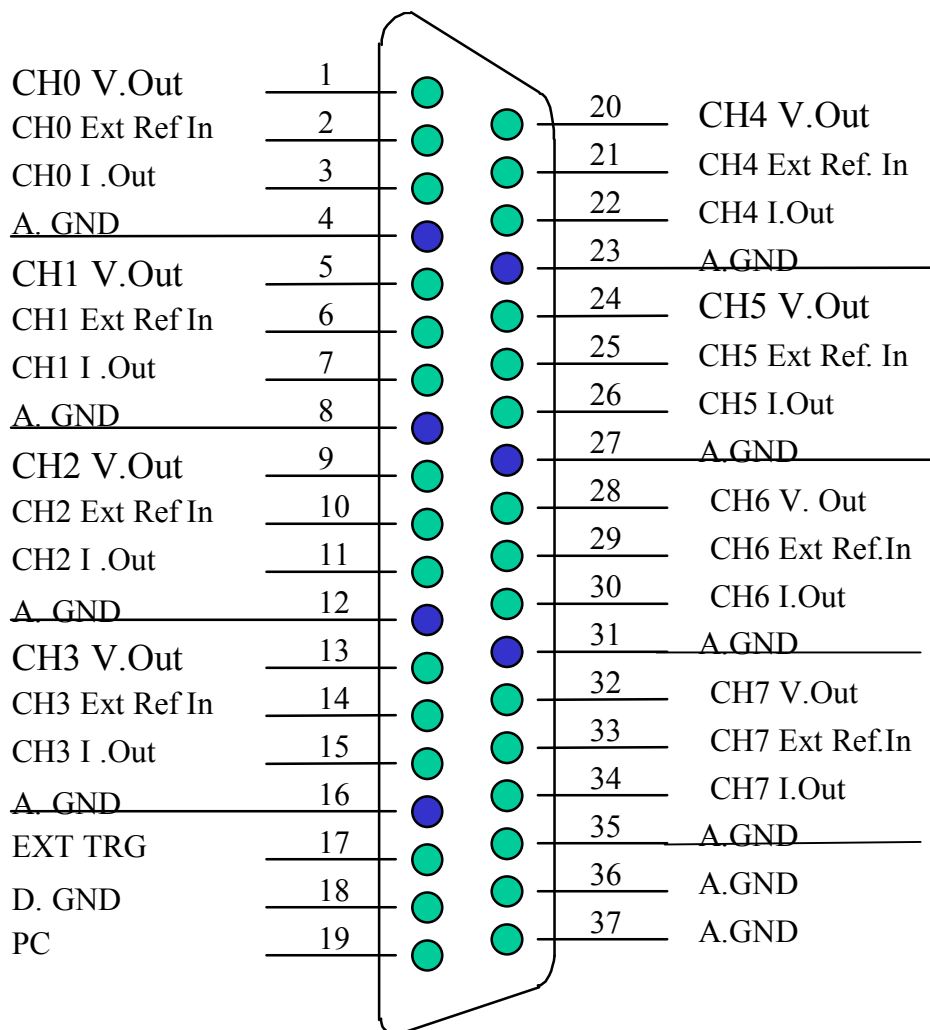 CH0 V.Out 1
CH0 Ext Ref In 2
CH0 I .Out 3
A. GND 4
CH1 V.Out 5
CH1 Ext Ref In 6
CH1 I .Out 7
A. GND 8
CH2 V.Out 9
CH2 Ext Ref In 10
CH2 I .Out 11
A. GND 12
CH3 V.Out 13
CH3 Ext Ref In 14
CH3 I .Out 15
A. GND 16
EXT TRG 17
D. GND 18
PC 19
20 CH4 V.Out
21 CH4 Ext Ref. In
22 CH4 I.Out
23 A.GND
24 CH5 V.Out
25 CH5 Ext Ref. In
26 CH5 I.Out
27 A.GND
28 CH6 V. Out
29 CH6 Ext Ref.In
30 CH6 I.Out
31 A.GND
32 CH7 V.Out
33 CH7 Ext Ref.In
34 CH7 I.Out
35 A.GND
36 A.GND
37 A.GND